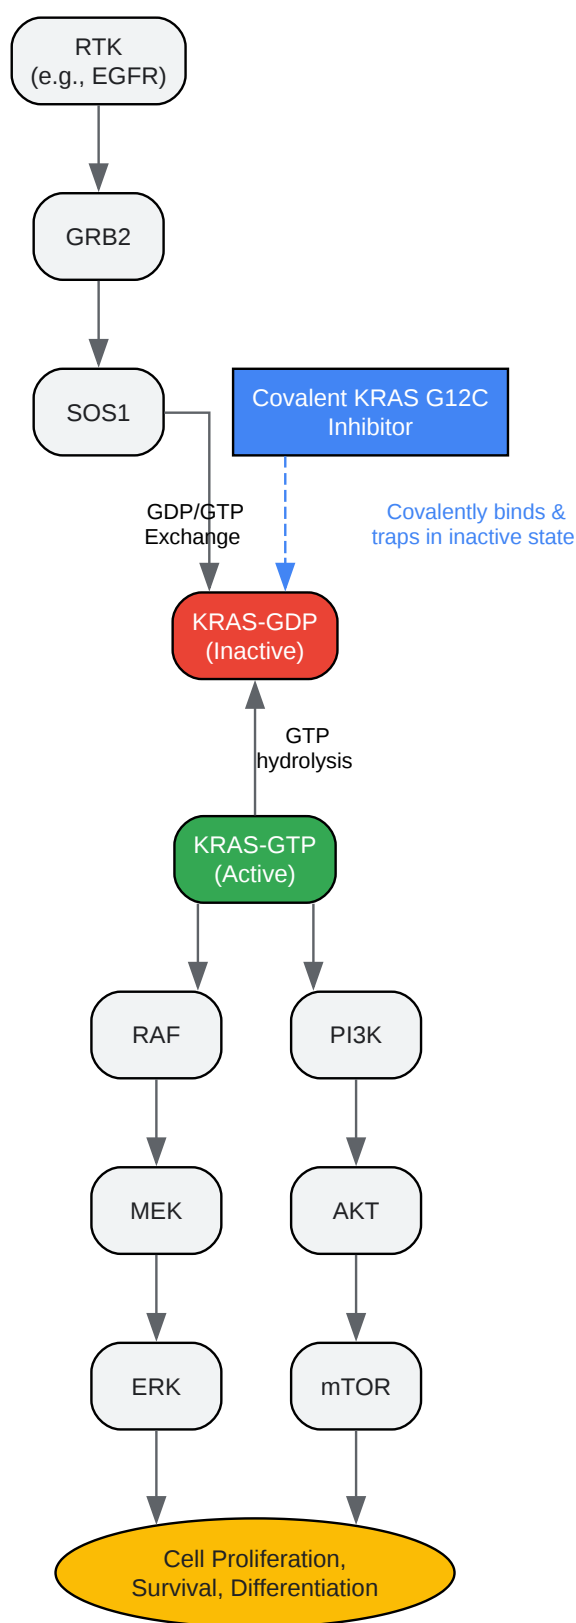 RTK
(e.g., EGFR)
GRB2
SOS1
Covalent KRAS G12C
Inhibitor
GDP/GTP
Exchange
Covalently binds &
traps in inactive state
KRAS-GDP
(Inactive)
GTP
hydrolysis
KRAS-GTP
(Active)
RAF
PI3K
MEK
AKT
ERK
mTOR
Cell Proliferation,
Survival, Differentiation